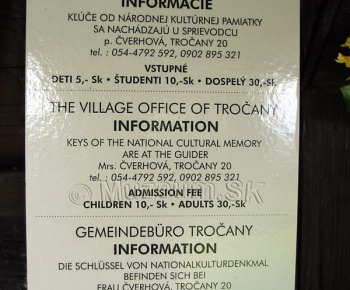 INFORMÁCIE
KĽÚČE OD NÁRODNEJ KULTÚRNEJ PAMIATKY
SA NACHÁDZAJÚ U SPRIEVODCU
p. ČVERHOVÁ, TROČANY 20
tel. : 054-4792 592, 0902 895 321
VSTUPNÉ
DETI 5,-Sk • ŠTUDENTI 10,-Sk • DOSPELÝ 30,-Sk
THE VILLAGE OFFICE OF TROČANY
INFORMATION
KEYS OF THE NATIONAL CULTURAL MEMORY
ARE AT THE GUIDER
Mrs. ČVERHOVÁ, TROČANY 20
tel. : 054-4792 592, 0902 895 321
© Muzeum.SK
ADMISSION FEE
CHILDREN 10,- Sk • ADULTS 30,-Sk
GEMEINDEBÜRO TROČANY
INFORMATION
DIE SCHLÜSSEL VON NATIONALKULTURDENKMAL
BEFINDEN SICH BEI
FRAU ČVERHOVÁ, TROČANY 20